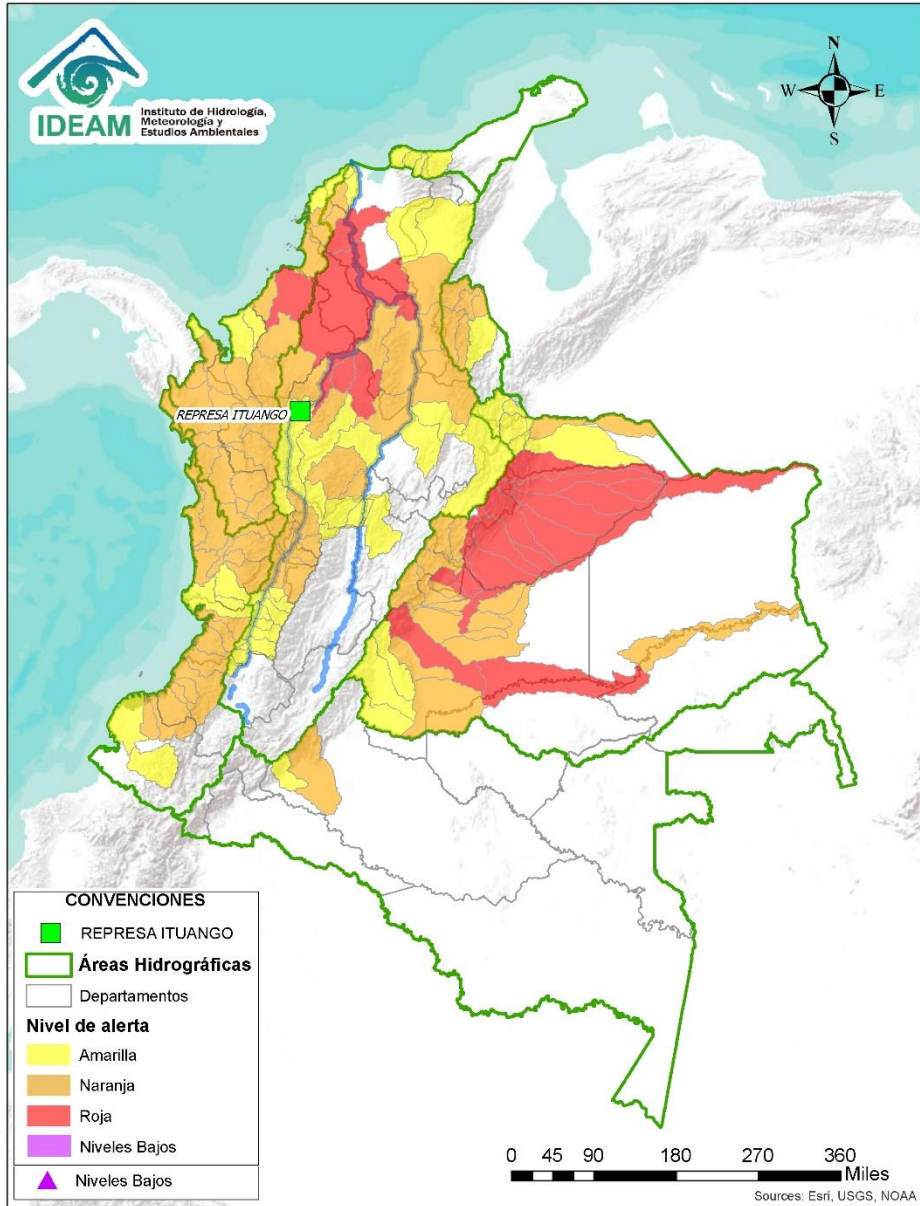 IDEAM
Instituto de Hidrología,
Meteorología y
Estudios Ambientales
N
W
E
S
REPRESA ITUANGO
CONVENCIONES
REPRESA ITUANGO
Áreas Hidrográficas
Departamentos
Nivel de alerta
Amarilla
Naranja
Roja
Niveles Bajos
Niveles Bajos
0 45 90 180 270 360
Miles
Sources: Esri, USGS, NOAA